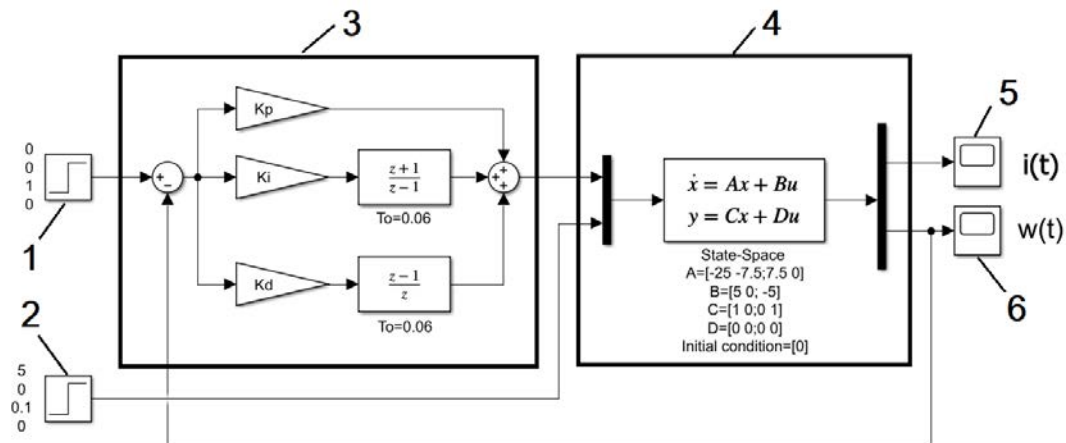 3
4
5
Kp
0
0
1
0
+
−
Ki
z+1
z−1
To=0.06
+
+
+
i(t)
ẋ = Ax + Bu
y = Cx + Du
w(t)
1
State-Space
A=[-25 -7.5;7.5 0]
B=[5 0; -5]
C=[1 0;0 1]
D=[0 0;0 0]
Initial condition=[0]
Kd
z−1
z
To=0.06
6
2
5
0
0.1
0